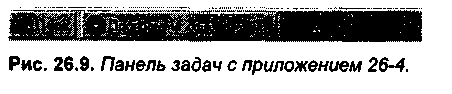 Рис. 26.9. Панель задач с приложением 26-4.